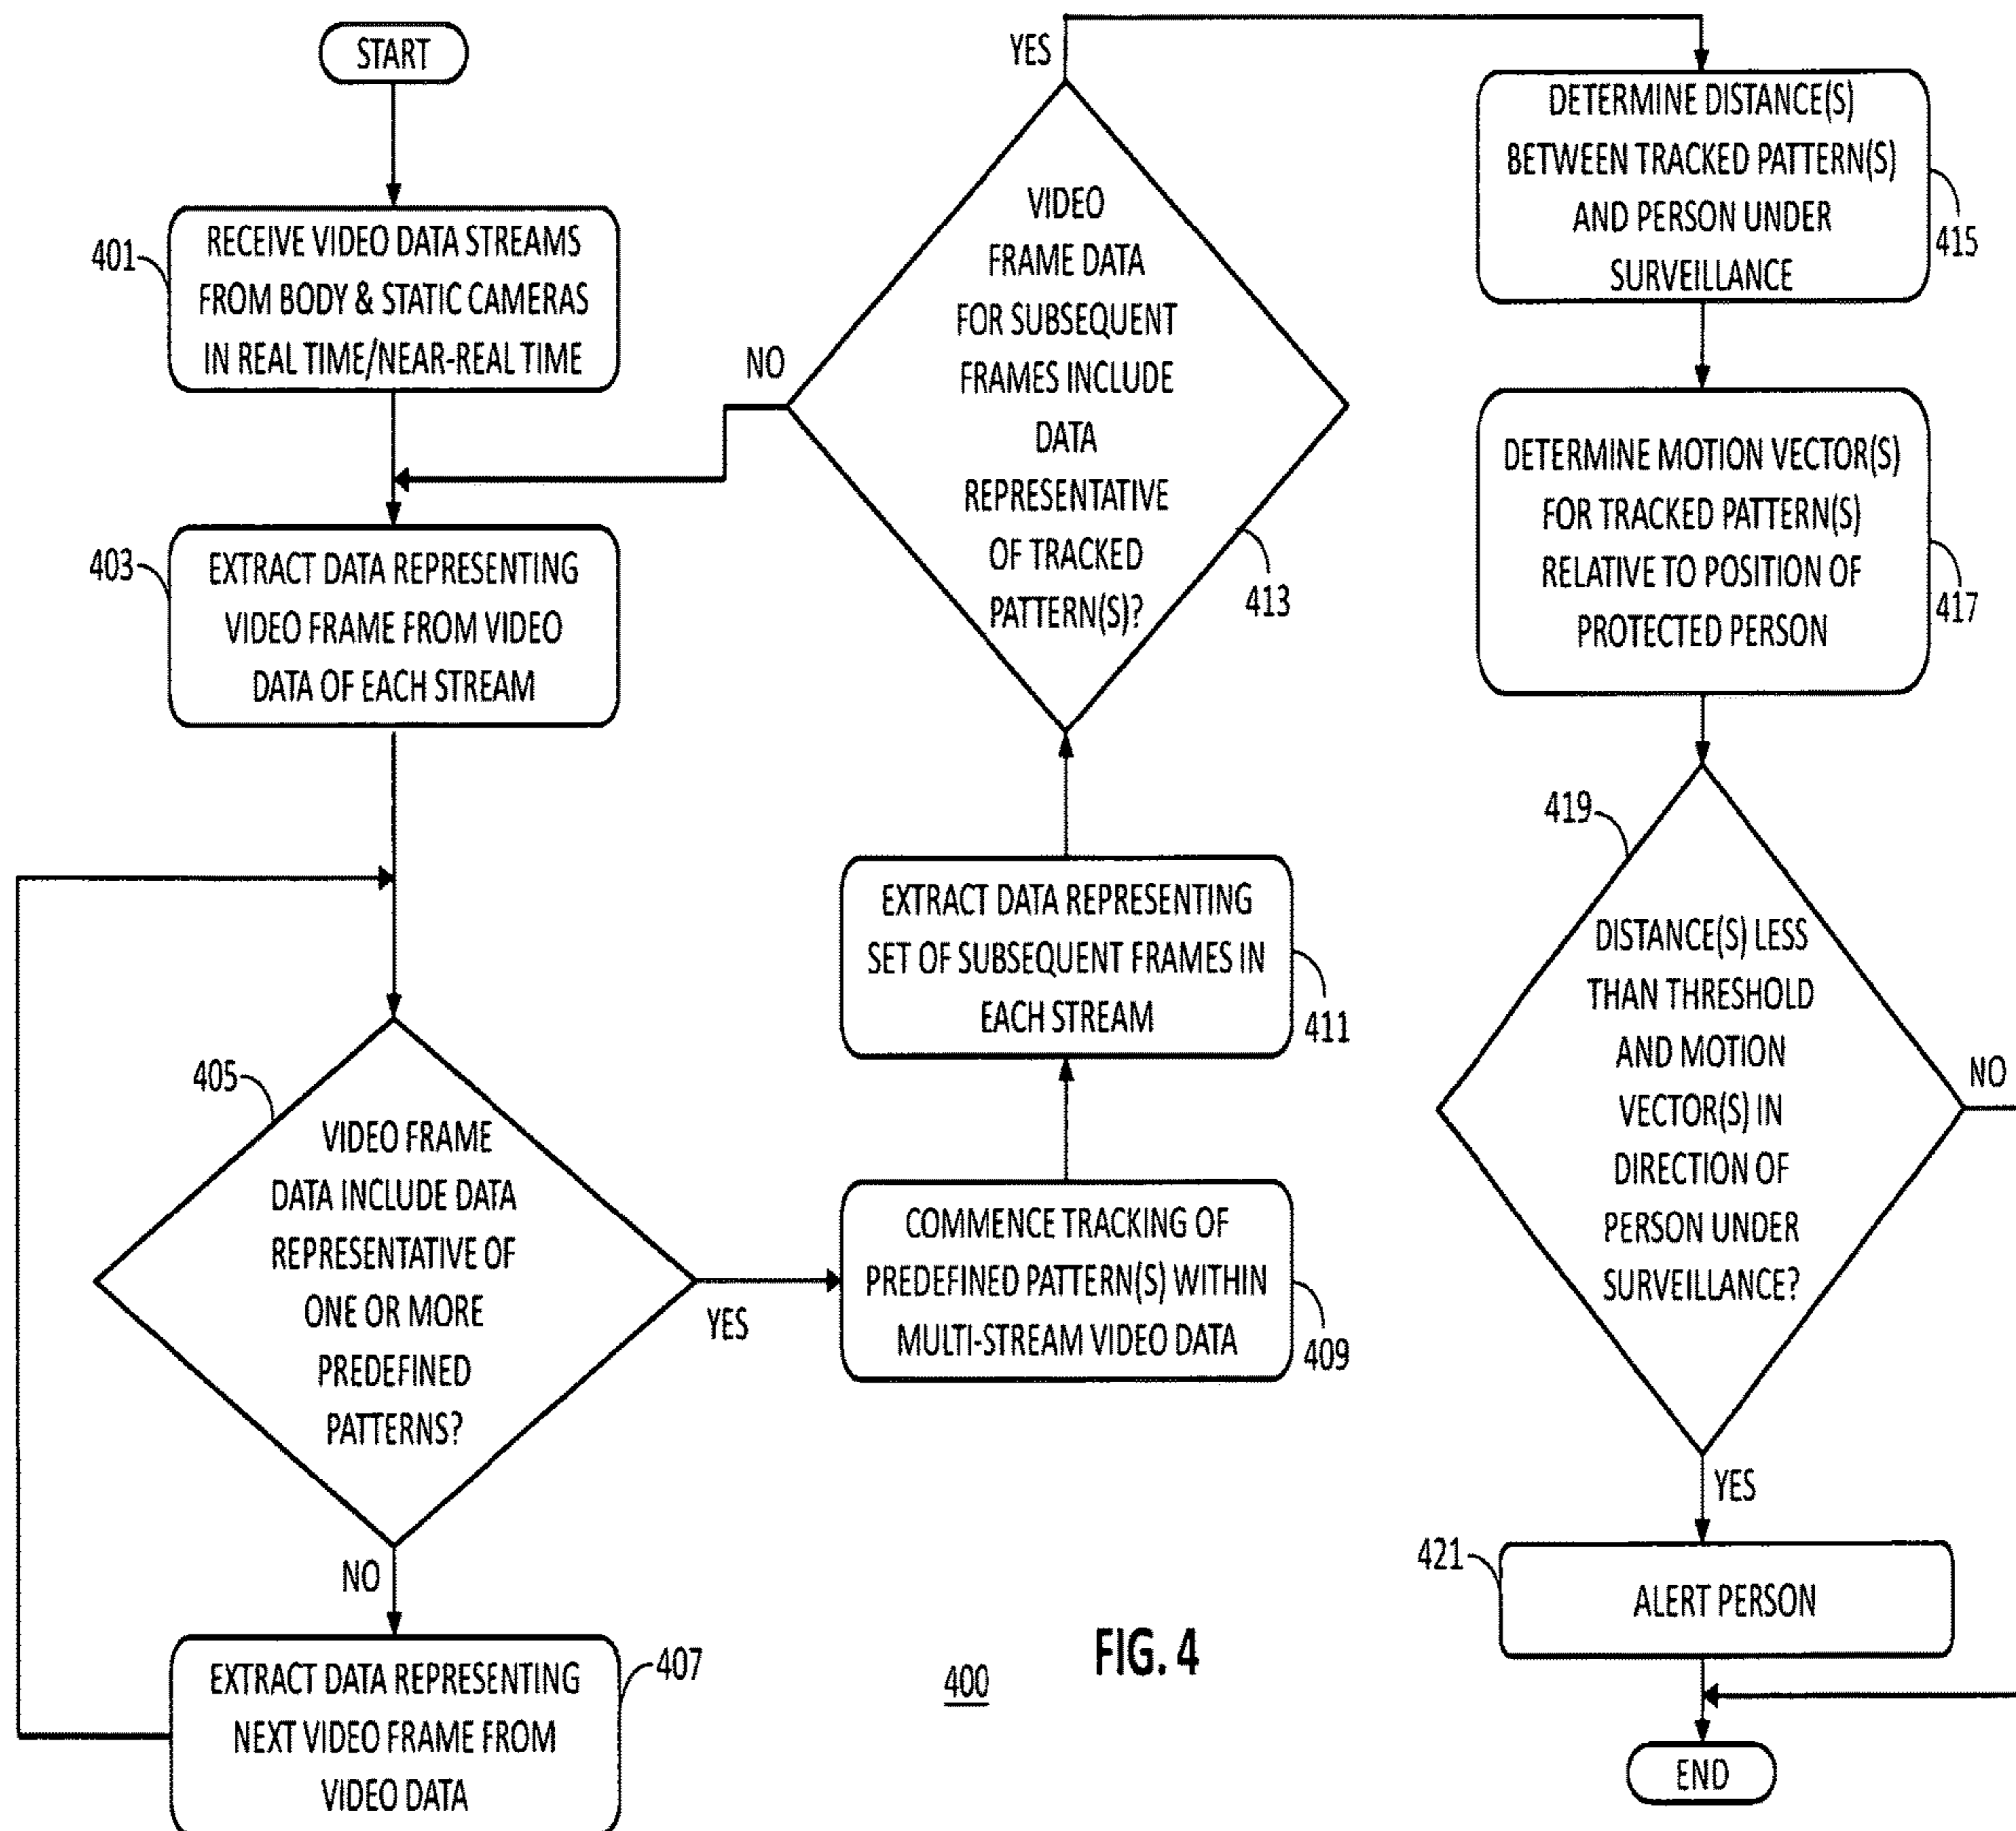 START
401
RECEIVE VIDEO DATA STREAMS
FROM BODY & STATIC CAMERAS
IN REAL TIME/NEAR-REAL TIME
403
EXTRACT DATA REPRESENTING
VIDEO FRAME FROM VIDEO
DATA OF EACH STREAM
405
VIDEO FRAME
DATA INCLUDE DATA
REPRESENTATIVE OF
ONE OR MORE
PREDEFINED
PATTERNS?
YES
NO
407
EXTRACT DATA REPRESENTING
NEXT VIDEO FRAME FROM
VIDEO DATA
COMMENCE TRACKING OF
PREDEFINED PATTERN(S) WITHIN
MULTI-STREAM VIDEO DATA
409
EXTRACT DATA REPRESENTING
SET OF SUBSEQUENT FRAMES IN
EACH STREAM
411
VIDEO
FRAME DATA
FOR SUBSEQUENT
FRAMES INCLUDE
DATA
REPRESENTATIVE
OF TRACKED
PATTERN(S)?
413
NO
YES
DETERMINE DISTANCE(S)
BETWEEN TRACKED PATTERN(S)
AND PERSON UNDER
SURVEILLANCE
415
DETERMINE MOTION VECTOR(S)
FOR TRACKED PATTERN(S)
RELATIVE TO POSITION OF
PROTECTED PERSON
417
419
DISTANCE(S) LESS
THAN THRESHOLD
AND MOTION
VECTOR(S) IN
DIRECTION OF
PERSON UNDER
SURVEILLANCE?
NO
YES
421
ALERT PERSON
END
400
FIG. 4